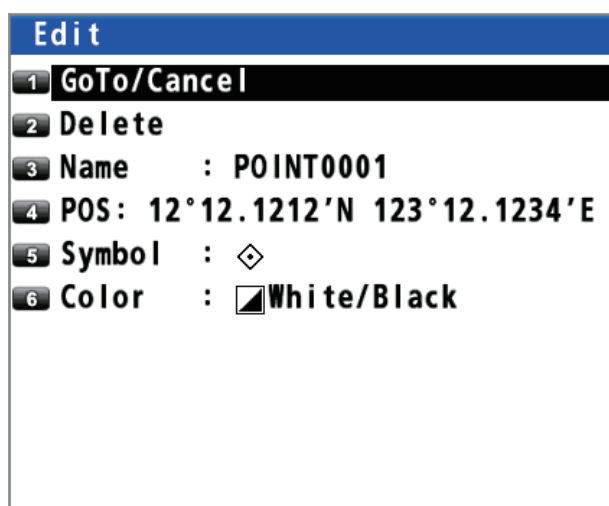 Edit
1 GoTo/Cancel
2 Delete
3 Name : POINT0001
4 POS: 12°12.1212'N 123°12.1234'E
5 Symbol :
6 Color : White/Black